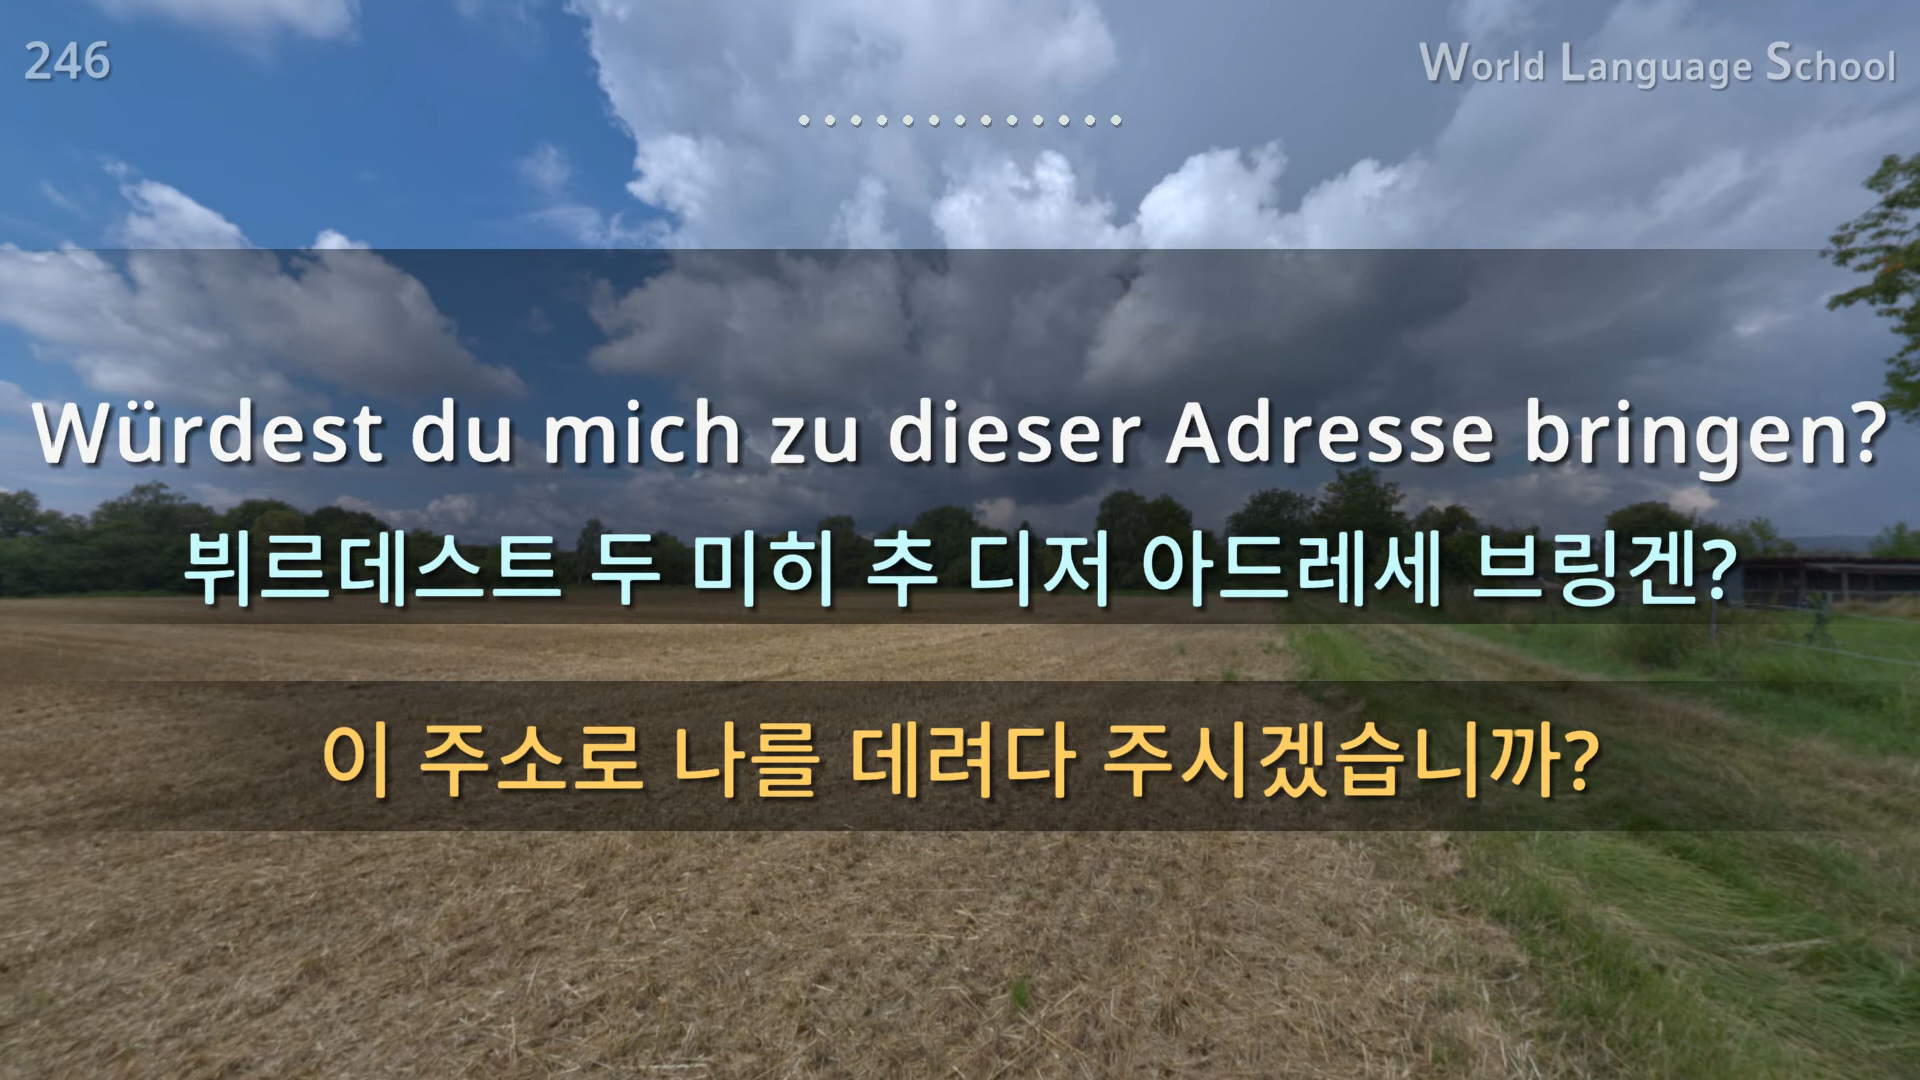 246
World Language School
Würdest du mich zu dieser Adresse bringen?
뷔르데스트 두 미히 추 디저 아드레세 브링겐?
이 주소로 나를 데려다 주시겠습니까?